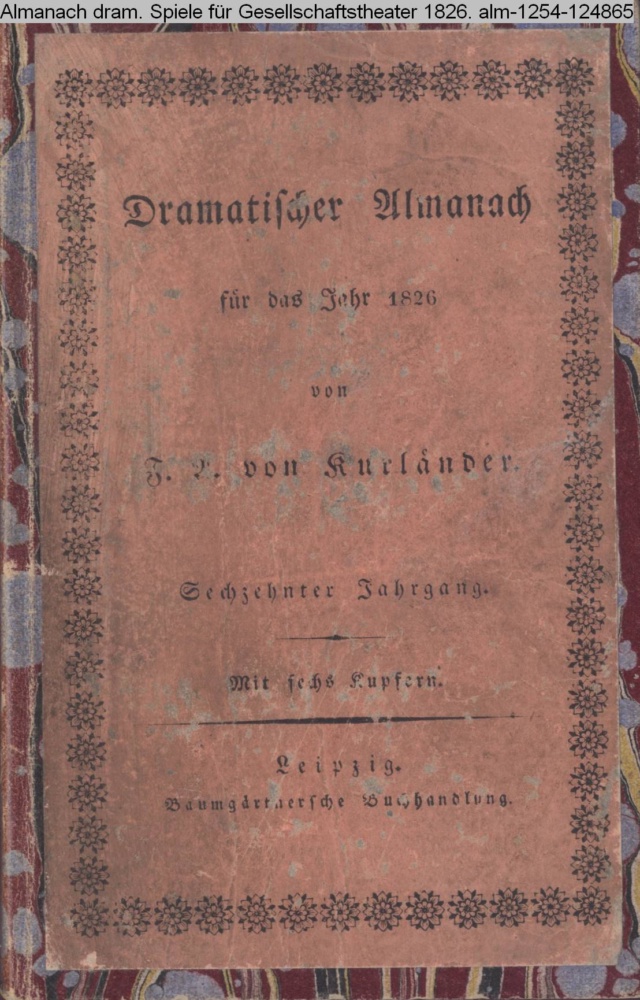 Almanach dram. Spiele für Gesellschaftstheater 1826. alm-1254-124865
Dramatischer Almanach
für das Jahr 1826
von
F. A. von Kurländer.
Sechzehnter Jahrgang.
Mit sechs Kupfern.
Leipzig.
Baumgärtnersche Buchhandlung.